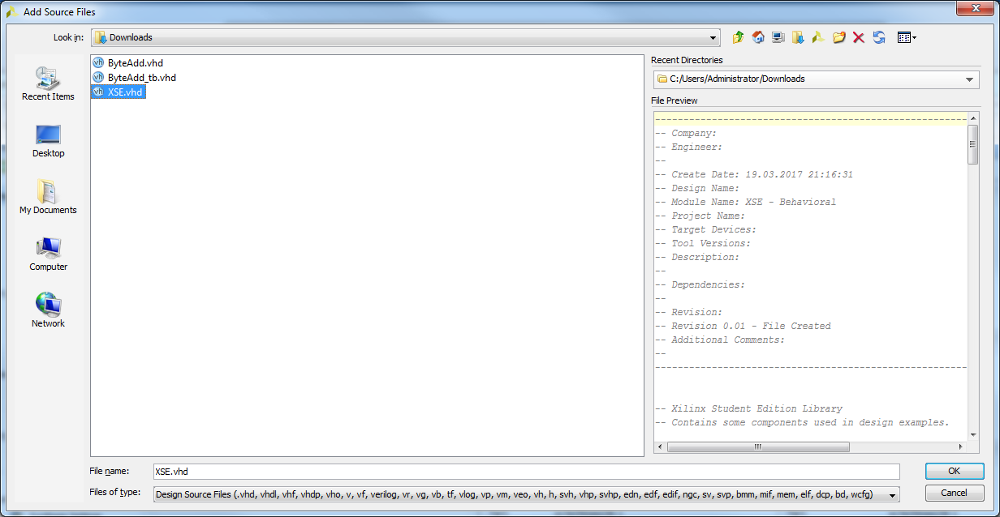 Add Source Files
Look in: Downloads
Recent Items
Desktop
My Documents
Computer
Network
vh ByteAdd.vhd
vh ByteAdd_tb.vhd
vh XSE.vhd
Recent Directories
C:/Users/Administrator/Downloads
File Preview
--------------------------------------------------------
-- Company:
-- Engineer:
--
-- Create Date: 19.03.2017 21:16:31
-- Design Name:
-- Module Name: XSE - Behavioral
-- Project Name:
-- Target Devices:
-- Tool Versions:
-- Description:
--
-- Dependencies:
--
-- Revision:
-- Revision 0.01 - File Created
-- Additional Comments:
--
--------------------------------------------------------
-- Xilinx Student Edition Library
-- Contains some components used in design examples.
File name: XSE.vhd
Files of type: Design Source Files (.vhd, vhdl, vhf, vhdp, vho, v, vf, verilog, vr, vg, vb, tf, vlog, vp, vm, veo, vh, h, svh, vhp, svhp, edn, edf, edif, ngc, sv, svp, bmm, mif, mem, elf, dcp, bd, wcfg)
OK
Cancel